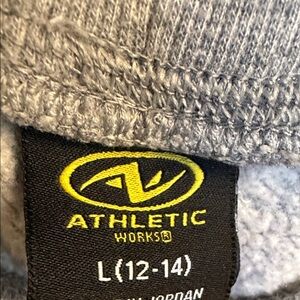 ATHLETIC
WORKS®
L (12-14)
JORDAN